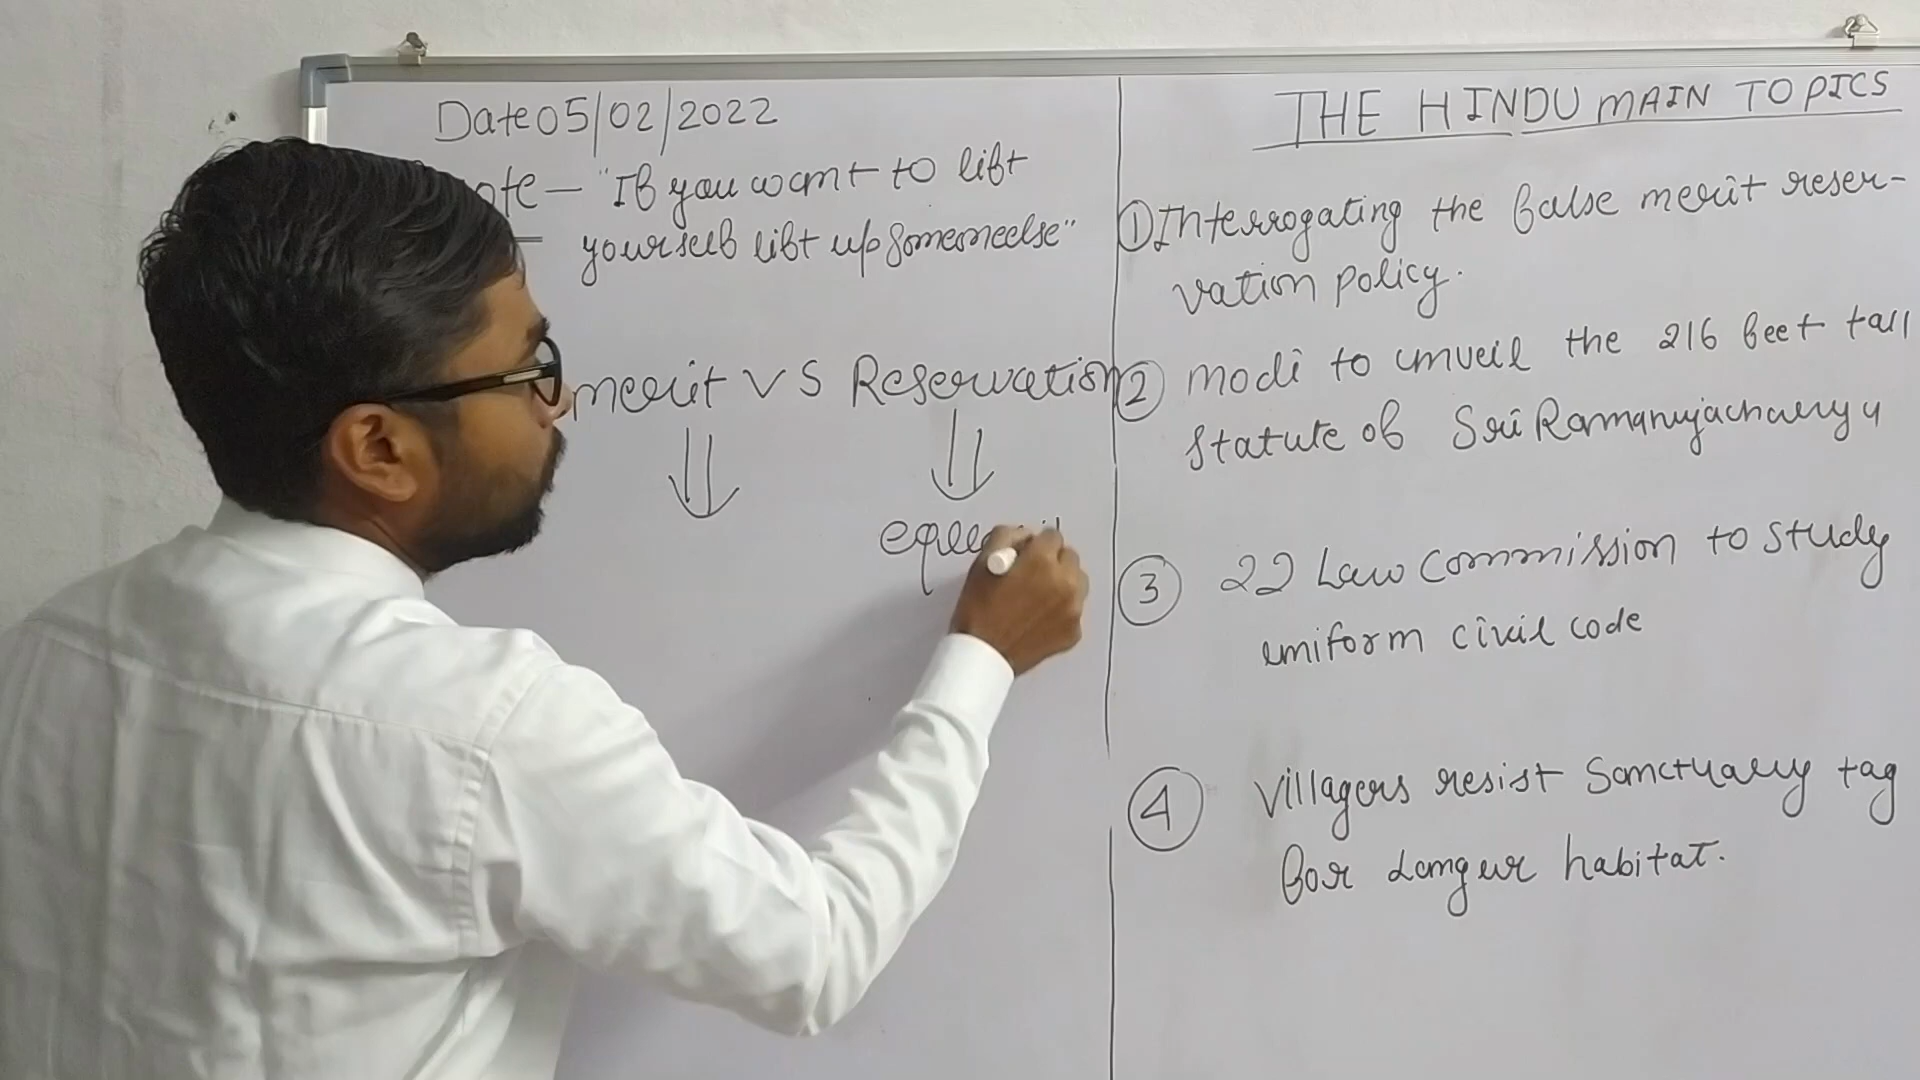 Date 05/02/2022
ote - "If you want to lift
yourself lift up someoneelse"
merit VS Reservation
THE HINDU MAIN TOPICS
① Interrogating the false merit reser-
vation policy.
② modi to unveil the 216 feet tall
statute of Sri Ramanujacharya
③ 22 Law Commission to study
uniform civil code
④ Villagers resist Sanctuary tag
for Langur habitat.